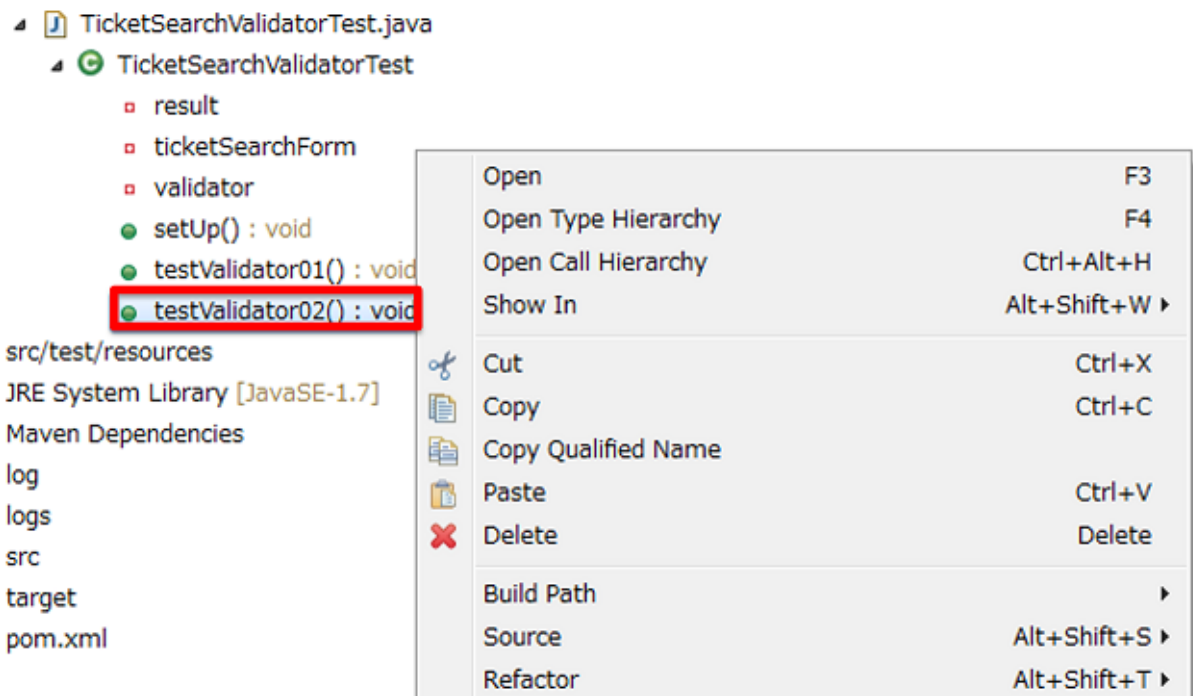 TicketSearchValidatorTest.java
TicketSearchValidatorTest
result
ticketSearchForm
validator
setUp() : void
testValidator01() : void
testValidator02() : void
src/test/resources
JRE System Library [JavaSE-1.7]
Maven Dependencies
log
logs
src
target
pom.xml
Open F3
Open Type Hierarchy F4
Open Call Hierarchy Ctrl+Alt+H
Show In Alt+Shift+W
Cut Ctrl+X
Copy Ctrl+C
Copy Qualified Name
Paste Ctrl+V
Delete Delete
Build Path
Source Alt+Shift+S
Refactor Alt+Shift+T